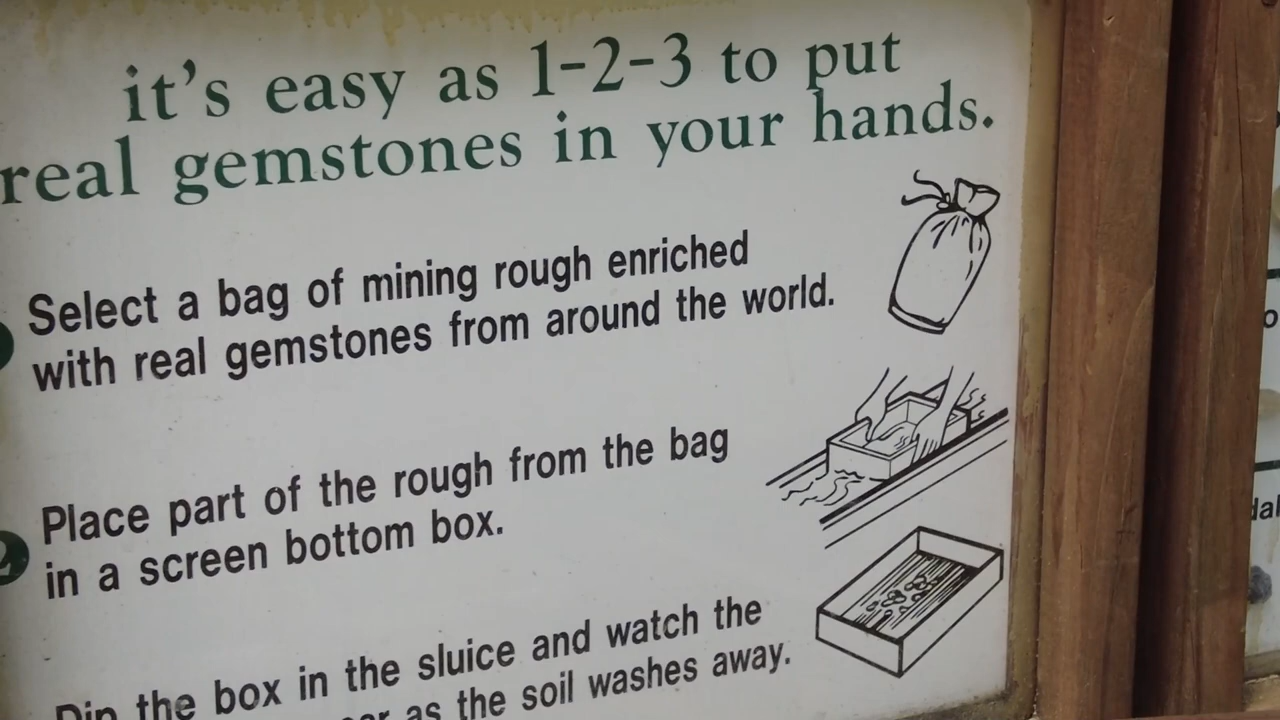 it's easy as 1-2-3 to put
real gemstones in your hands.
Select a bag of mining rough enriched
with real gemstones from around the world.
2
Place part of the rough from the bag
in a screen bottom box.
Dip the box in the sluice and watch the
as the soil washes away.